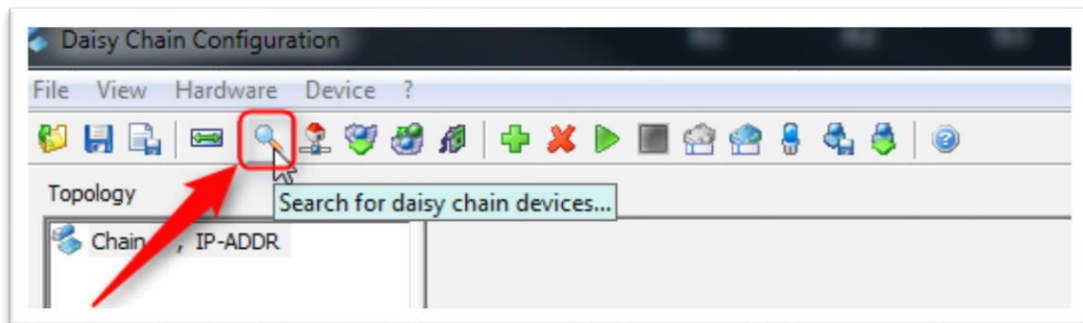 Daisy Chain Configuration
File View Hardware Device ?
Search for daisy chain devices...
Topology
Chain , IP-ADDR